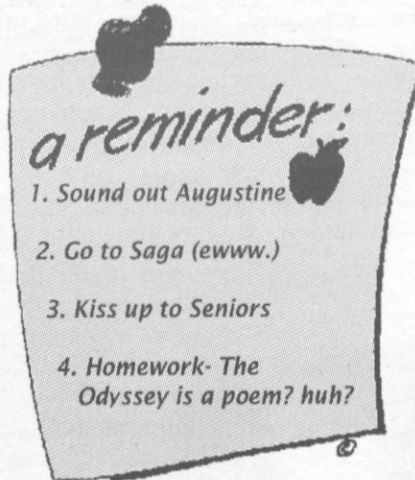 a reminder:
1. Sound out Augustine
2. Go to Saga (ewww.)
3. Kiss up to Seniors
4. Homework- The
Odyssey is a poem? huh?
©